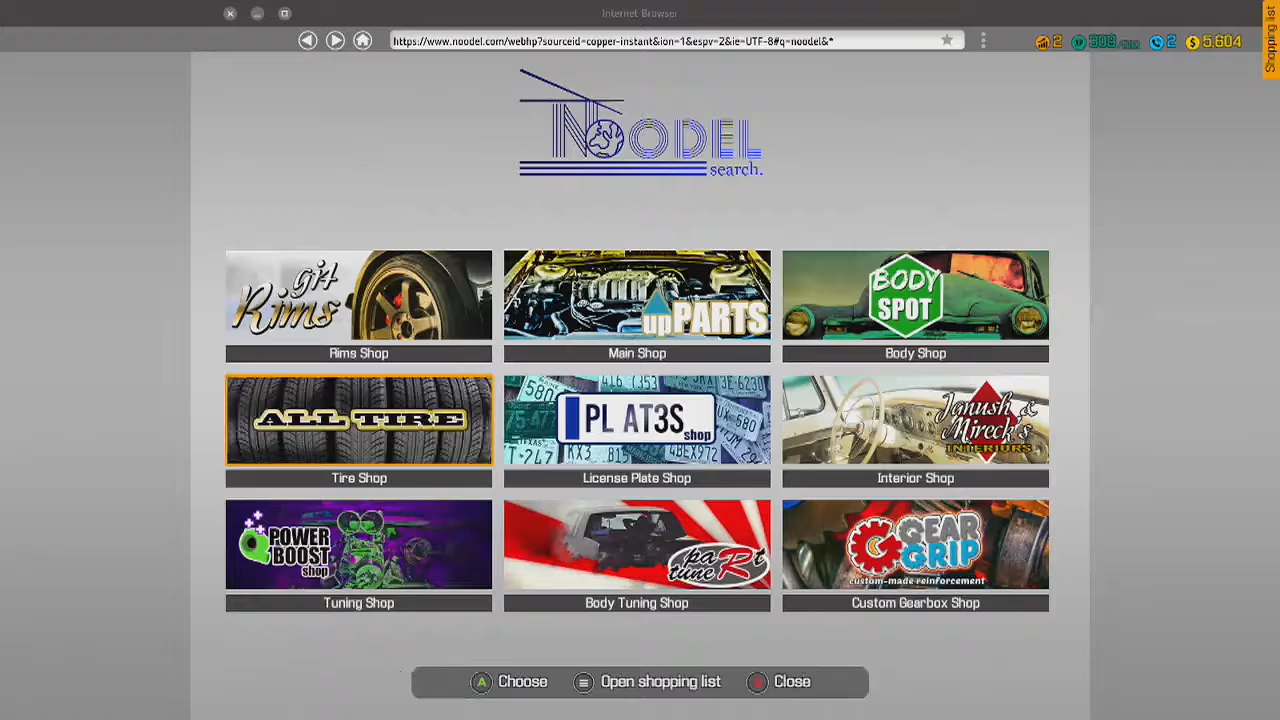 Internet Browser
Shopping list
https://www.noodel.com/webhp?sourceid=copper-instant&ion=1&espv=2&ie=UTF-8#q=noodel&*
2
2
5,604
NOODEL
search.
gj4
Rims
upPARTS
BODY
SPOT
Rims Shop
Main Shop
Body Shop
ALL TIRE
PL AT3S
shop
Janush &
Mireck's
INTERIORS
Tire Shop
License Plate Shop
Interior Shop
POWER
BOOST
shop
paRt
tuneR
GEAR
GRIP
custom-made reinforcement
Tuning Shop
Body Tuning Shop
Custom Gearbox Shop
A Choose
Open shopping list
Close